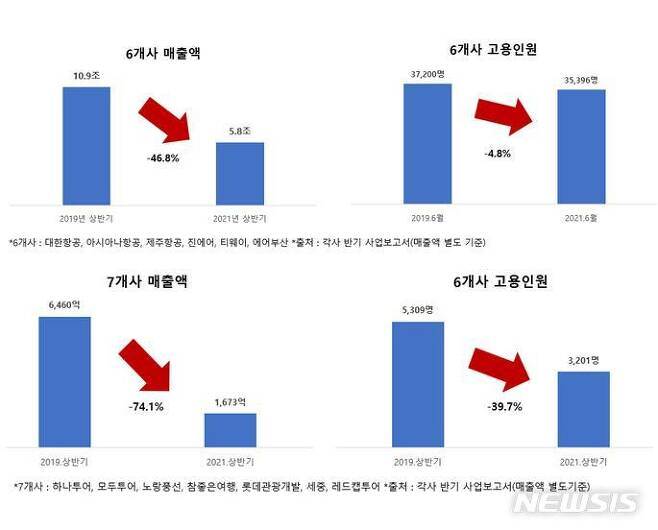 6개사 매출액
6개사 고용인원
10.9조
-46.8%
5.8조
2019년 상반기
2021년 상반기
37,200명
-4.8%
35,396명
2019.6월
2021.6월
*6개사 : 대한항공, 아시아나항공, 제주항공, 진에어, 티웨이, 에어부산 *출처 : 각사 반기 사업보고서(매출액 별도 기준)
7개사 매출액
6개사 고용인원
6,460억
-74.1%
1,673억
2019.상반기
2021.상반기
5,309명
-39.7%
3,201명
2019.상반기
2021.상반기
*7개사 : 하나투어, 모두투어, 노랑풍선, 참좋은여행, 롯데관광개발, 세중, 레드캡투어 *출처 : 각사 반기 사업보고서(매출액 별도기준)
NEWSIS